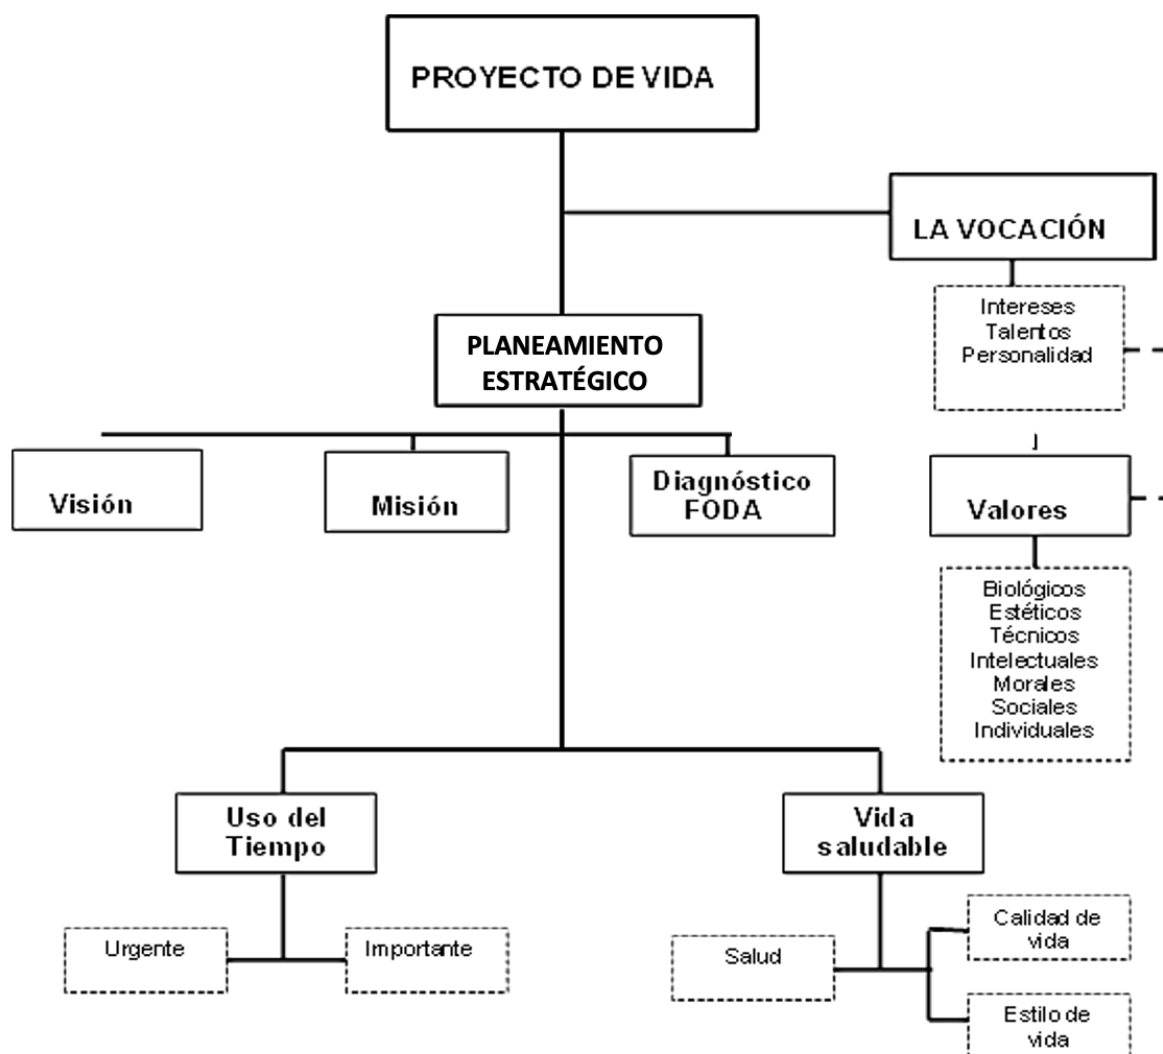 PROYECTO DE VIDA
LA VOCACIÓN
Intereses
Talentos
Personalidad
PLANEAMIENTO
ESTRATÉGICO
Visión
Misión
Diagnóstico
FODA
Valores
Biológicos
Estéticos
Técnicos
Intelectuales
Morales
Sociales
Individuales
Uso del
Tiempo
Vida
saludable
Urgente
Importante
Salud
Calidad de
vida
Estilo de
vida